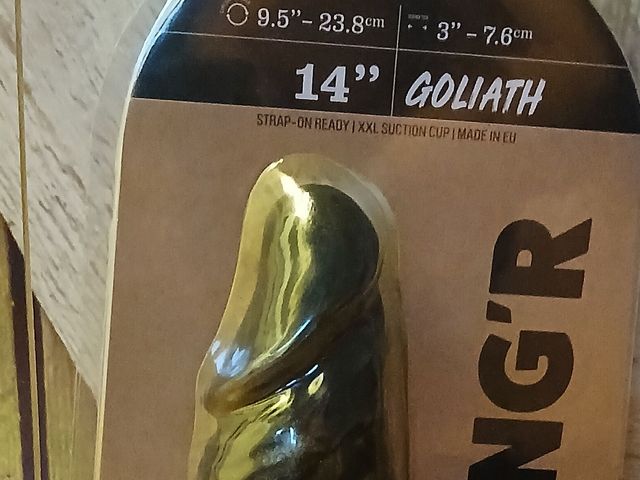 9.5”- 23.8cm
3”- 7.6cm
14”
GOLIATH
STRAP-ON READY | XXL SUCTION CUP | MADE IN EU
NG'R